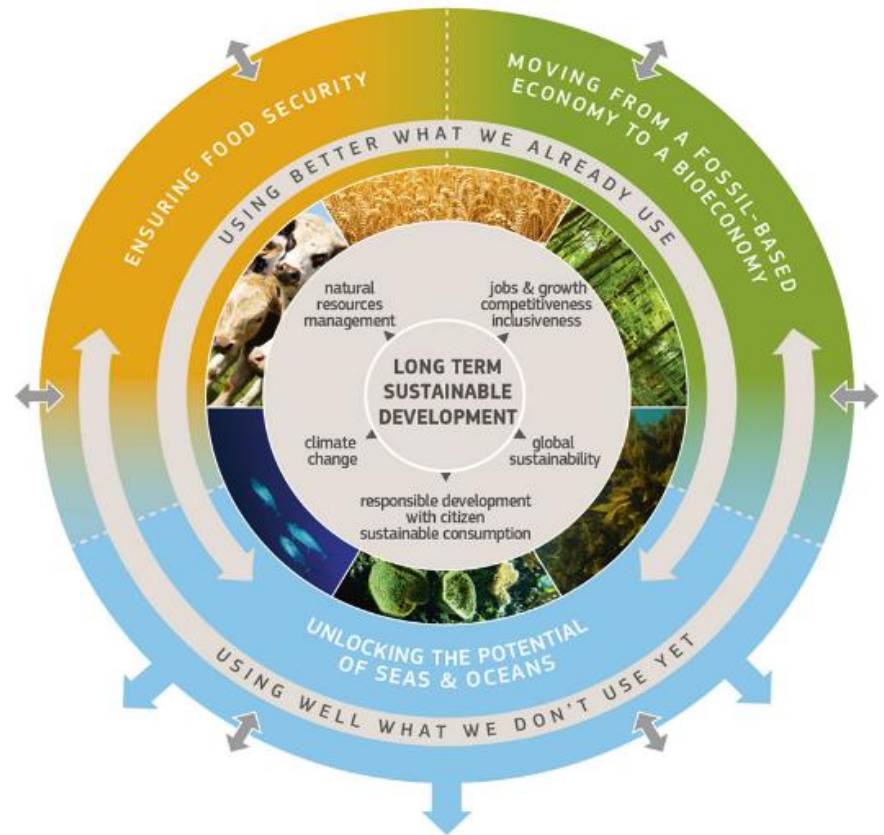 ENSURING FOOD SECURITY
MOVING FROM A FOSSIL-BASED
ECONOMY TO A BIOECONOMY
USING BETTER WHAT WE ALREADY USE
natural
resources
management
jobs & growth
competitiveness
inclusiveness
LONG TERM
SUSTAINABLE
DEVELOPMENT
climate
change
global
sustainability
responsible development
with citizen
sustainable consumption
UNLOCKING THE POTENTIAL
OF SEAS & OCEANS
USING WELL WHAT WE DON'T USE YET